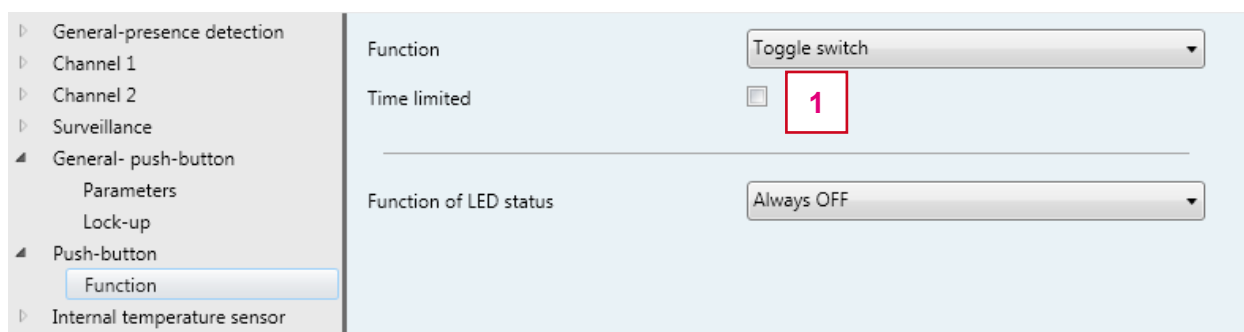 General-presence detection
Channel 1
Channel 2
Surveillance
General- push-button
Parameters
Lock-up
Push-button
Function
Internal temperature sensor
Function
Toggle switch
Time limited
1
Function of LED status
Always OFF